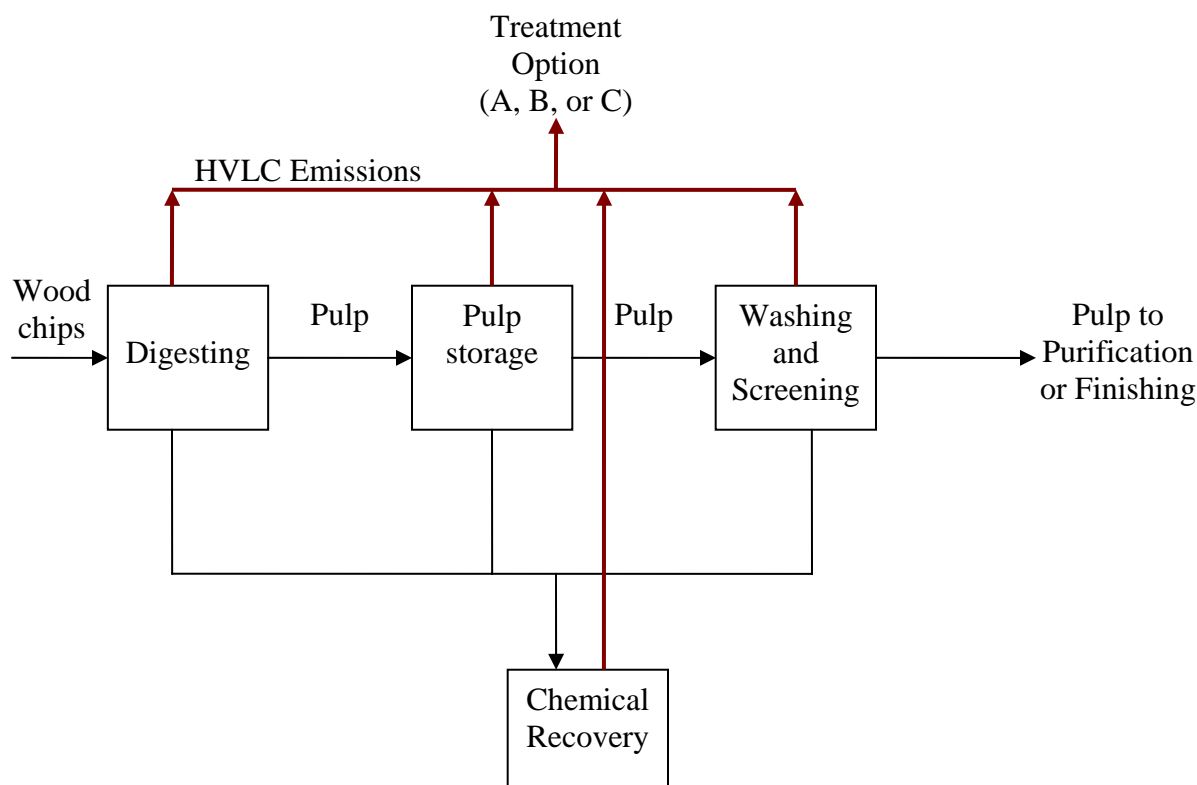 Treatment
Option
(A, B, or C)
HVLC Emissions
Wood
chips
Digesting
Pulp
Pulp
storage
Pulp
Washing
and
Screening
Pulp to
Purification
or Finishing
Chemical
Recovery